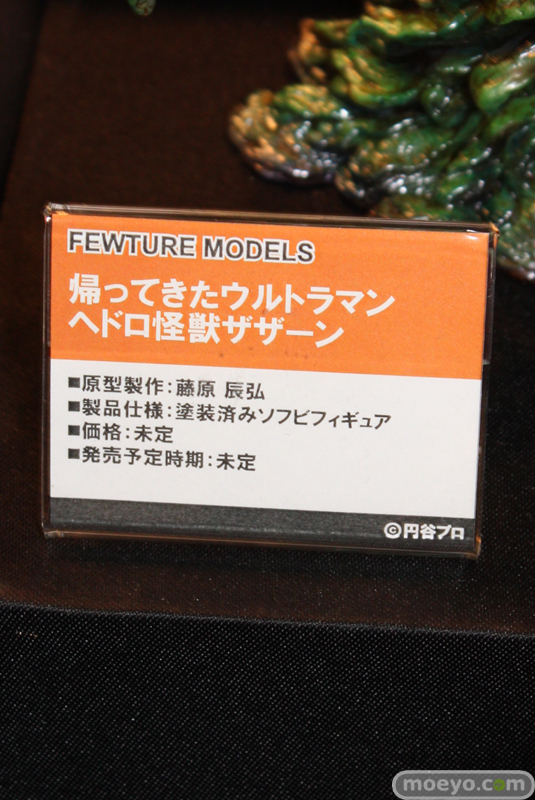 FEWTURE MODELS
帰ってきたウルトラマン
ヘドロ怪獣ザザーン
■原型製作：藤原 辰弘
■製品仕様：塗装済みソフビフィギュア
■価格：未定
■発売予定時期：未定
©円谷プロ
moeyo.com